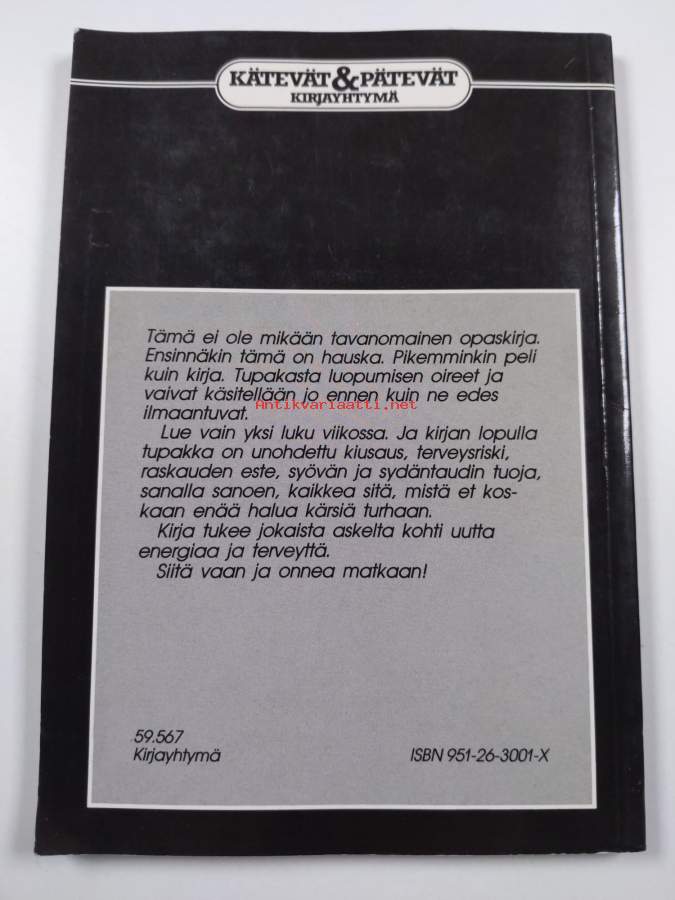 KÄTEVÄT & PÄTEVÄT
KIRJAYHTYMÄ
Tämä ei ole mikään tavanomainen opaskirja.
Ensinnäkin tämä on hauska. Pikemminkin peli
kuin kirja. Tupakasta luopumisen oireet ja
vaivat käsitellään jo ennen kuin ne edes
ilmaantuvat.
Antikvariaatti.net
Lue vain yksi luku viikossa. Ja kirjan lopulla
tupakka on unohdettu kiusaus, terveysriski,
raskauden este, syövän ja sydäntaudin tuoja,
sanalla sanoen, kaikkea sitä, mistä et kos-
kaan enää halua kärsiä turhaan.
Kirja tukee jokaista askelta kohti uutta
energiaa ja terveyttä.
Siitä vaan ja onnea matkaan!
59.567
Kirjayhtymä
ISBN 951-26-3001-X